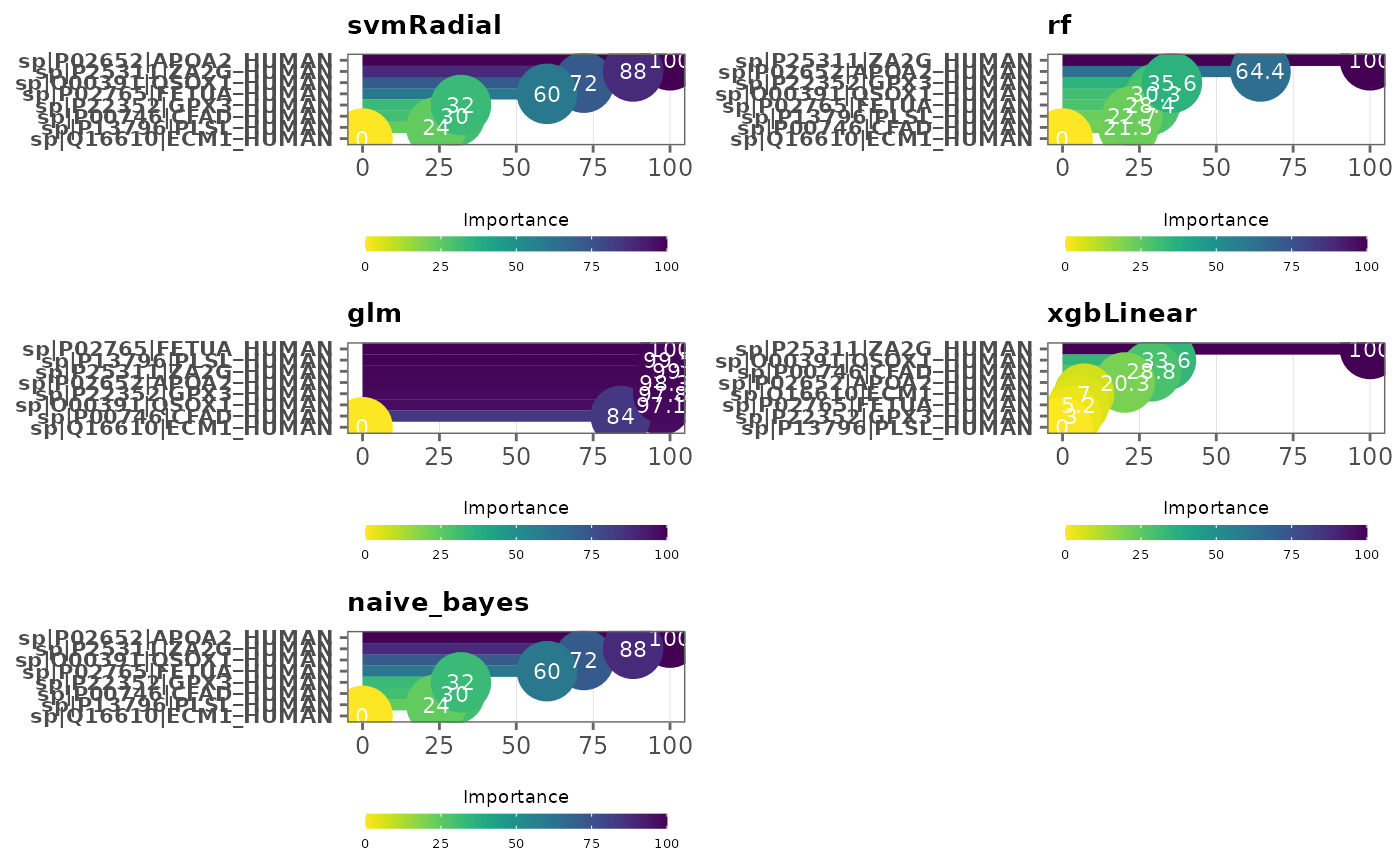 svmRadial
sp|P02652|APOA2_HUMAN
sp|P25311|ZA2G_HUMAN
sp|O00391|QSOX1_HUMAN
sp|P02765|FETUA_HUMAN
sp|P22352|GPX3_HUMAN
sp|P00746|CFAD_HUMAN
sp|P13796|PLSL_HUMAN
sp|Q16610|ECM1_HUMAN
100
88
72
60
32
30
24
0
0 25 50 75 100
Importance
0 25 50 75 100
rf
sp|P25311|ZA2G_HUMAN
sp|P02652|APOA2_HUMAN
sp|P22352|GPX3_HUMAN
sp|O00391|QSOX1_HUMAN
sp|P02765|FETUA_HUMAN
sp|P13796|PLSL_HUMAN
sp|P00746|CFAD_HUMAN
sp|Q16610|ECM1_HUMAN
100
64.4
35.6
28.4
21.5
0
0 25 50 75 100
Importance
0 25 50 75 100
glm
sp|P02765|FETUA_HUMAN
sp|P13796|PLSL_HUMAN
sp|P25311|ZA2G_HUMAN
sp|P02652|APOA2_HUMAN
sp|P22352|GPX3_HUMAN
sp|O00391|QSOX1_HUMAN
sp|P00746|CFAD_HUMAN
sp|Q16610|ECM1_HUMAN
100
97.1
84
0
0 25 50 75 100
Importance
0 25 50 75 100
xgbLinear
sp|P25311|ZA2G_HUMAN
sp|O00391|QSOX1_HUMAN
sp|P00746|CFAD_HUMAN
sp|P02652|APOA2_HUMAN
sp|Q16610|ECM1_HUMAN
sp|P02765|FETUA_HUMAN
sp|P22352|GPX3_HUMAN
sp|P13796|PLSL_HUMAN
100
33.6
28.8
20.3
7
5.2
3
0
0 25 50 75 100
Importance
0 25 50 75 100
naive_bayes
sp|P02652|APOA2_HUMAN
sp|P25311|ZA2G_HUMAN
sp|O00391|QSOX1_HUMAN
sp|P02765|FETUA_HUMAN
sp|P22352|GPX3_HUMAN
sp|P00746|CFAD_HUMAN
sp|P13796|PLSL_HUMAN
sp|Q16610|ECM1_HUMAN
100
88
72
60
32
30
24
0
0 25 50 75 100
Importance
0 25 50 75 100